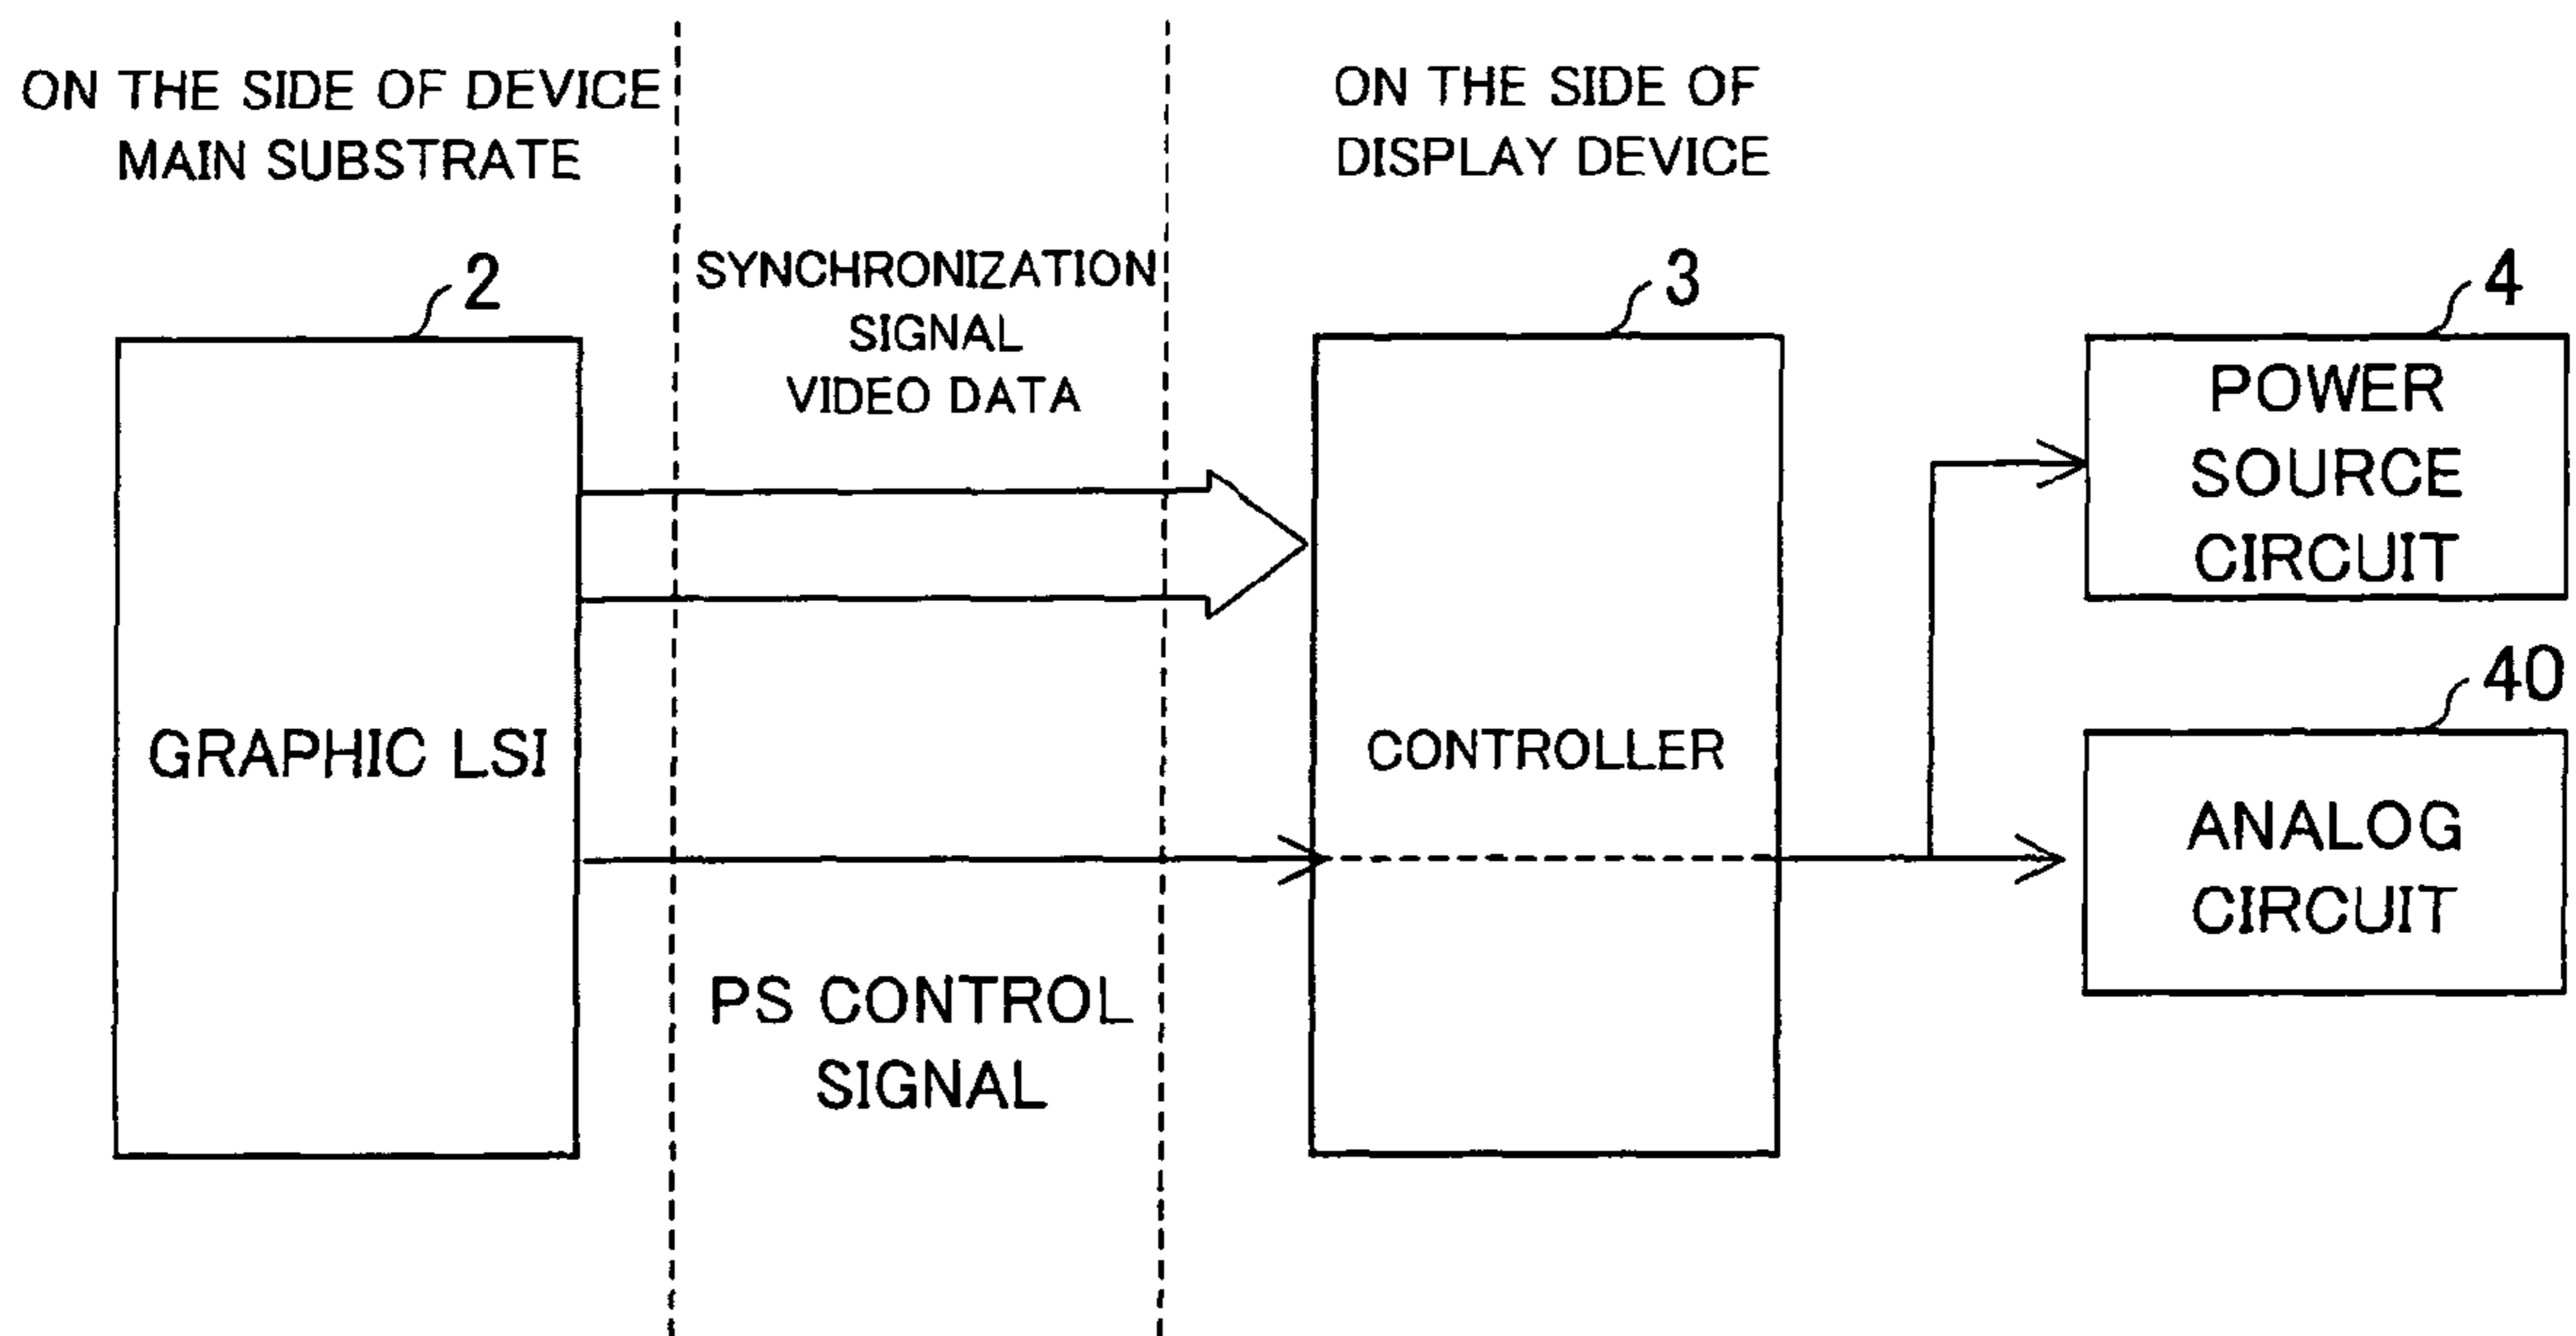 ON THE SIDE OF DEVICE
MAIN SUBSTRATE
ON THE SIDE OF
DISPLAY DEVICE
SYNCHRONIZATION
SIGNAL
VIDEO DATA
2
GRAPHIC LSI
PS CONTROL
SIGNAL
3
CONTROLLER
4
POWER
SOURCE
CIRCUIT
40
ANALOG
CIRCUIT